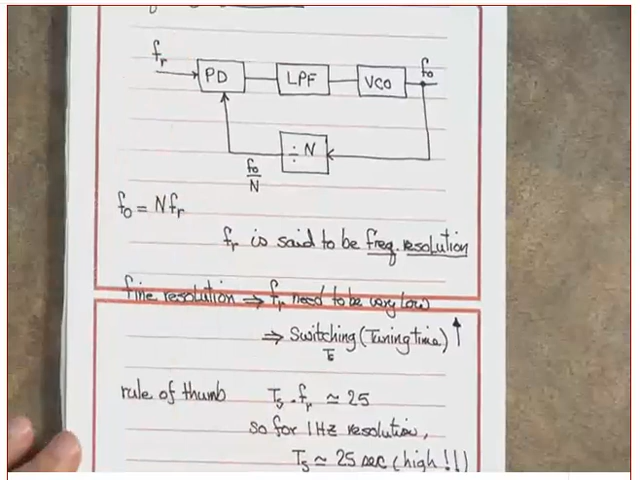 fr
PD
LPF
VCO
fo
÷ N
fo/N
fo = Nfr
fr is said to be freq. resolution
fine resolution ⇒ fr need to be very low
⇒ Switching (Tuning time) ↑
Ts
rule of thumb Ts . fr ≃ 25
so for 1Hz resolution,
Ts ≃ 25 sec (high !!!)